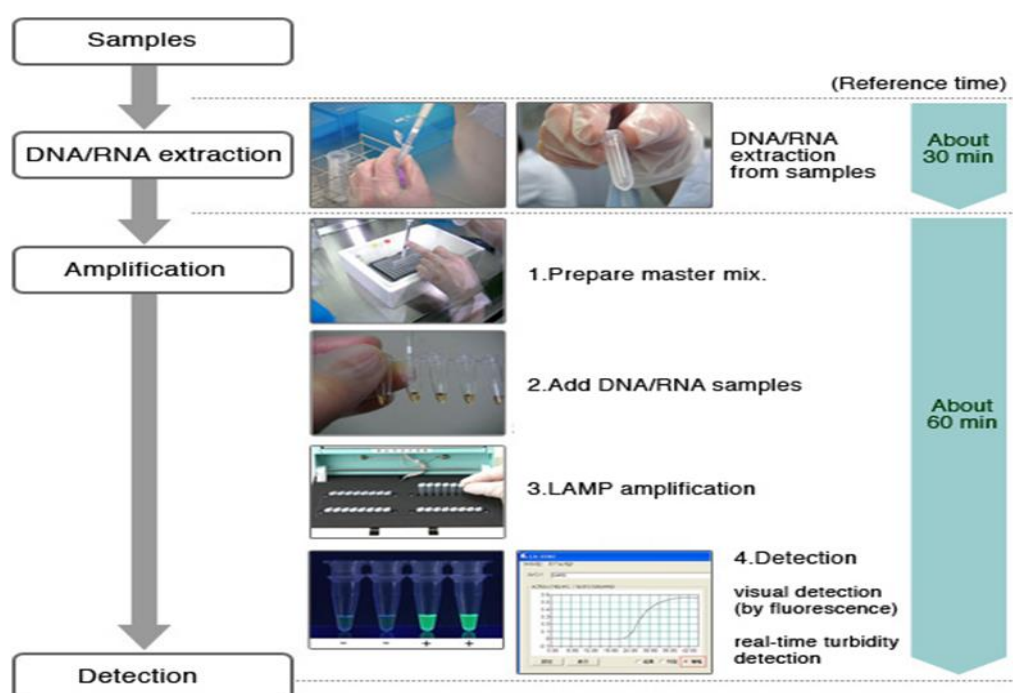 Samples
(Reference time)
DNA/RNA extraction
DNA/RNA
extraction
from samples
About
30 min
Amplification
1.Prepare master mix.
2.Add DNA/RNA samples
About
60 min
3.LAMP amplification
4.Detection
visual detection
(by fluorescence)
real-time turbidity
detection
- - + +
Detection